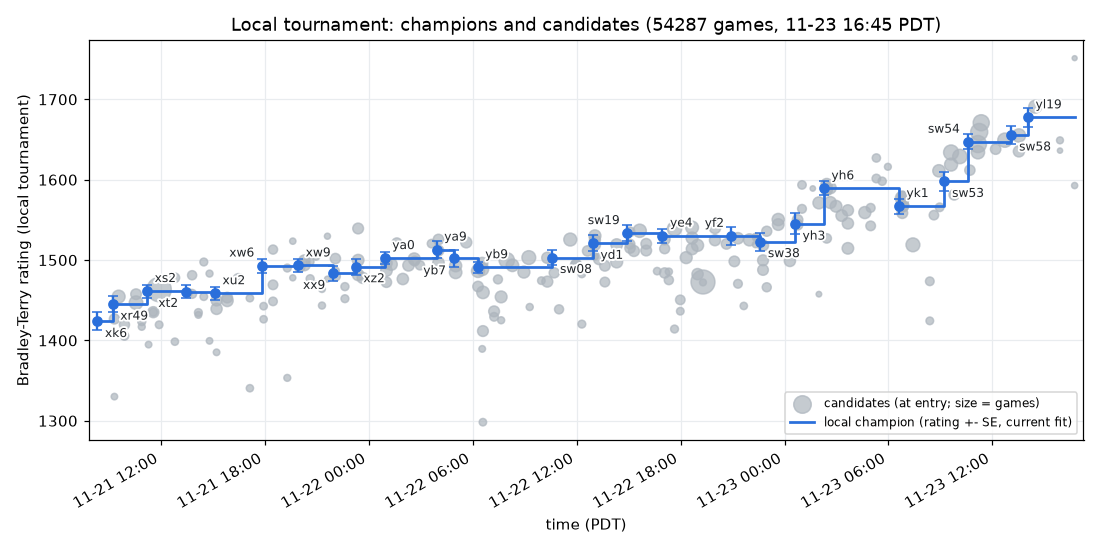 Local tournament: champions and candidates (54287 games, 11-23 16:45 PDT)
Bradley-Terry rating (local tournament)
1700
1600
1500
1400
1300
xk6
xr49
xs2
xt2
xu2
xw6
xw9
xx9
xz2
ya0
yb7
ya9
yb9
sw08
yd1
sw19
ye4
yf2
sw38
yh3
yh6
yk1
sw53
sw54
sw58
yl19
candidates (at entry; size = games)
local champion (rating +- SE, current fit)
11-21 12:00
11-21 18:00
11-22 00:00
11-22 06:00
11-22 12:00
11-22 18:00
11-23 00:00
11-23 06:00
11-23 12:00
time (PDT)